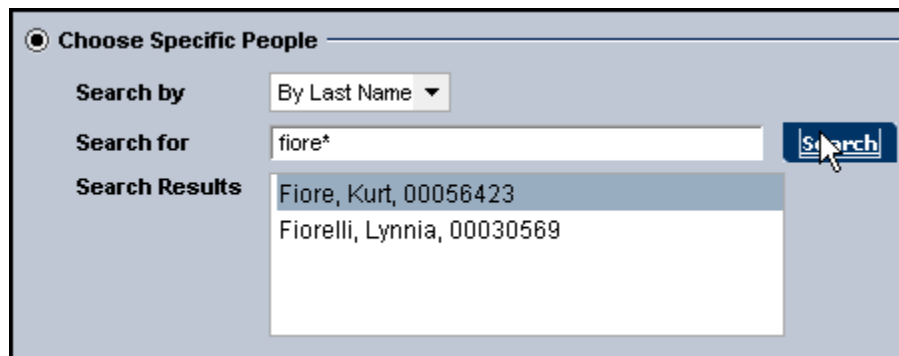 Choose Specific People
Search by By Last Name
Search for fiore* Search
Search Results
Fiore, Kurt, 00056423
Fiorelli, Lynnia, 00030569